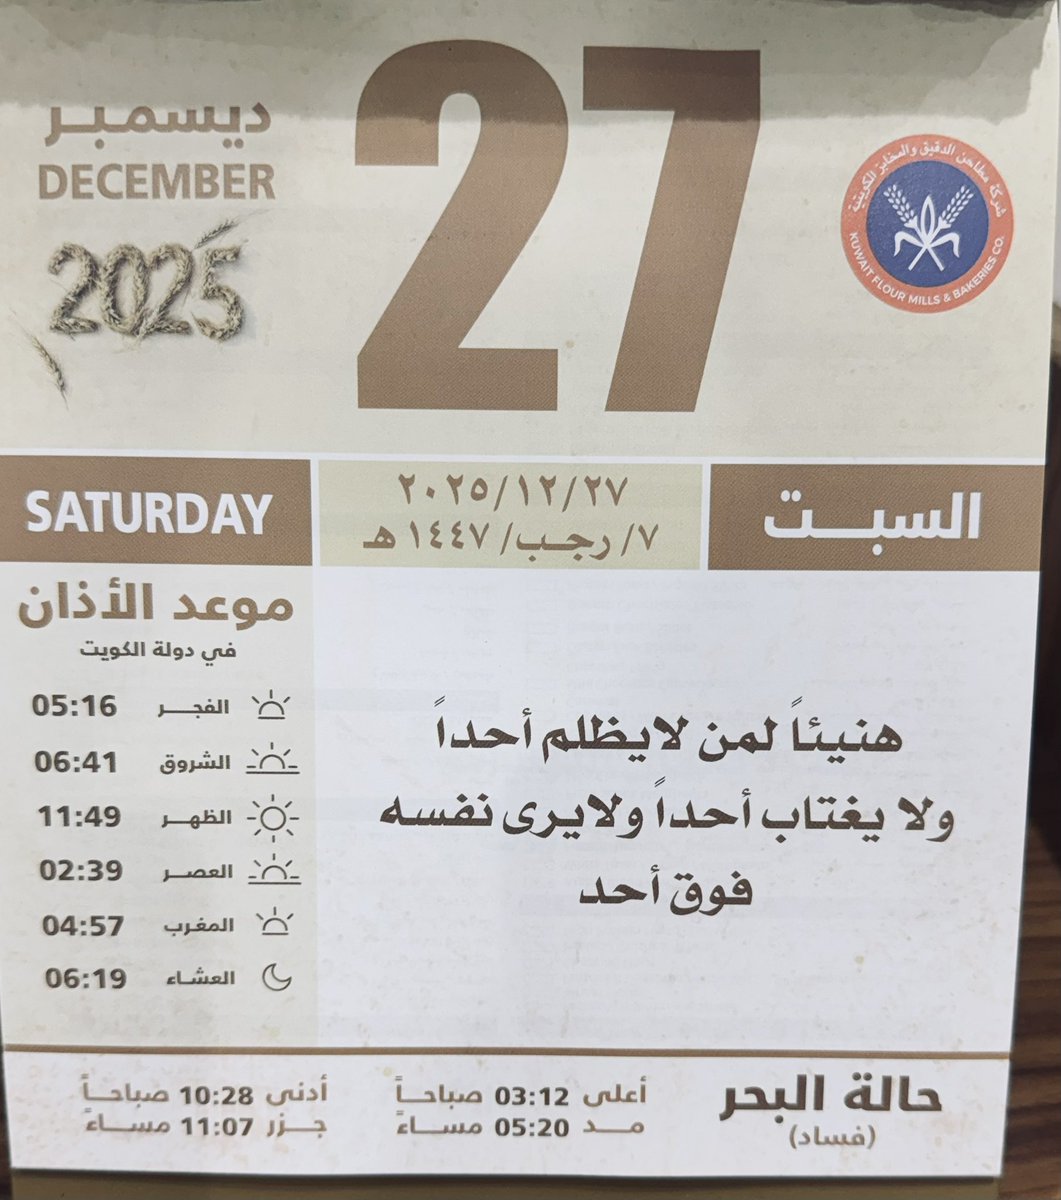 ديسمبر
DECEMBER
2025
27
شركة مطاحن الدقيق والمخابز الكويتية
KUWAIT FLOUR MILLS & BAKERIES CO.
السبت
٢٠٢٥/١٢/٢٧
٧/ رجب/ ١٤٤٧ هـ
SATURDAY
موعد الأذان
في دولة الكويت
الفجر 05:16
الشروق 06:41
الظهر 11:49
العصر 02:39
المغرب 04:57
العشاء 06:19
هنيئاً لمن لايظلم أحداً
ولا يغتاب أحداً ولايرى نفسه
فوق أحد
حالة البحر
(فساد)
أعلى 03:12 صباحاً
مد 05:20 مساءً
أدنى 10:28 صباحاً
جزر 11:07 مساءً